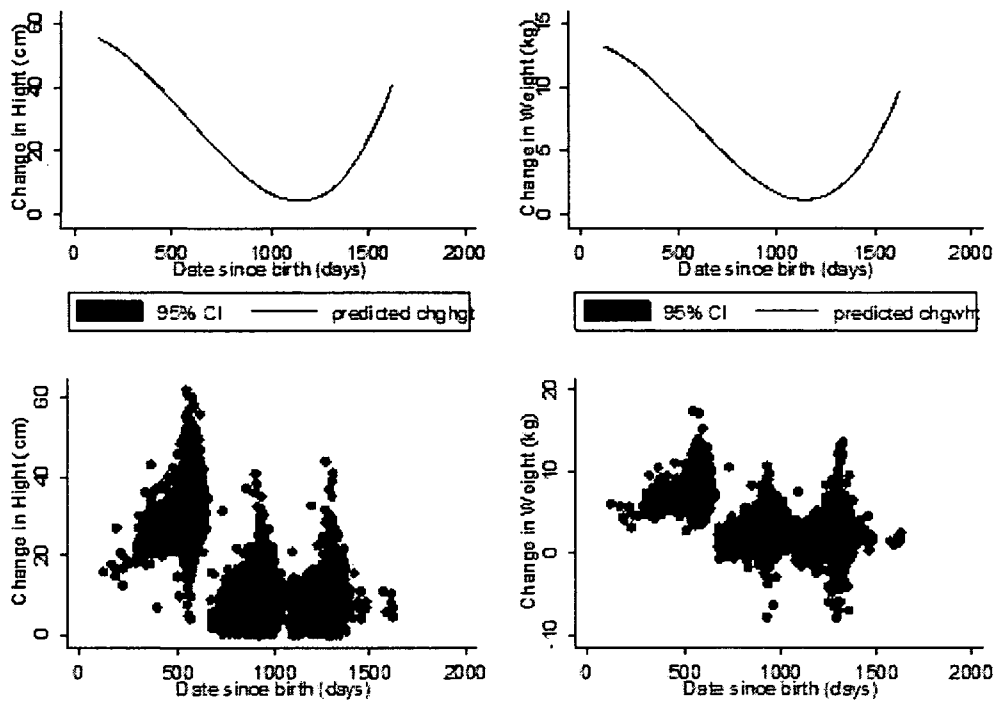 Change in Hight (cm)
0 20 40 60
0 500 1000 1500 2000
Date since birth (days)
95% CI predicted chghgt
Change in Weight (kg)
0 5 10 15
0 500 1000 1500 2000
Date since birth (days)
95% CI predicted chgwht
Change in Hight (cm)
0 20 40 60
0 500 1000 1500 2000
Date since birth (days)
Change in Weight (kg)
-10 0 10 20
0 500 1000 1500 2000
Date since birth (days)